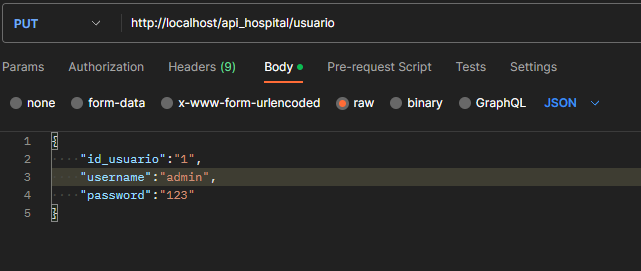 PUT http://localhost/api_hospital/usuario
Params Authorization Headers (9) Body Pre-request Script Tests Settings
none form-data x-www-form-urlencoded raw binary GraphQL JSON
1 {
2 "id_usuario":"1",
3 "username":"admin",
4 "password":"123"
5 }